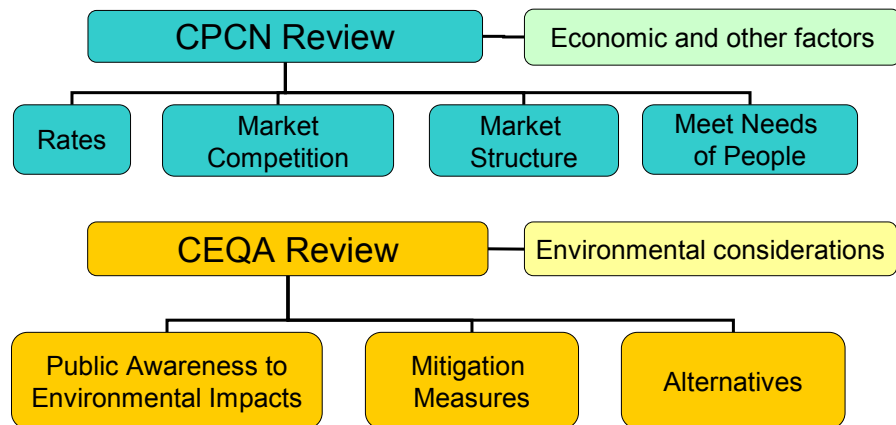 CPCN Review
Economic and other factors
Rates
Market
Competition
Market
Structure
Meet Needs
of People
CEQA Review
Environmental considerations
Public Awareness to
Environmental Impacts
Mitigation
Measures
Alternatives